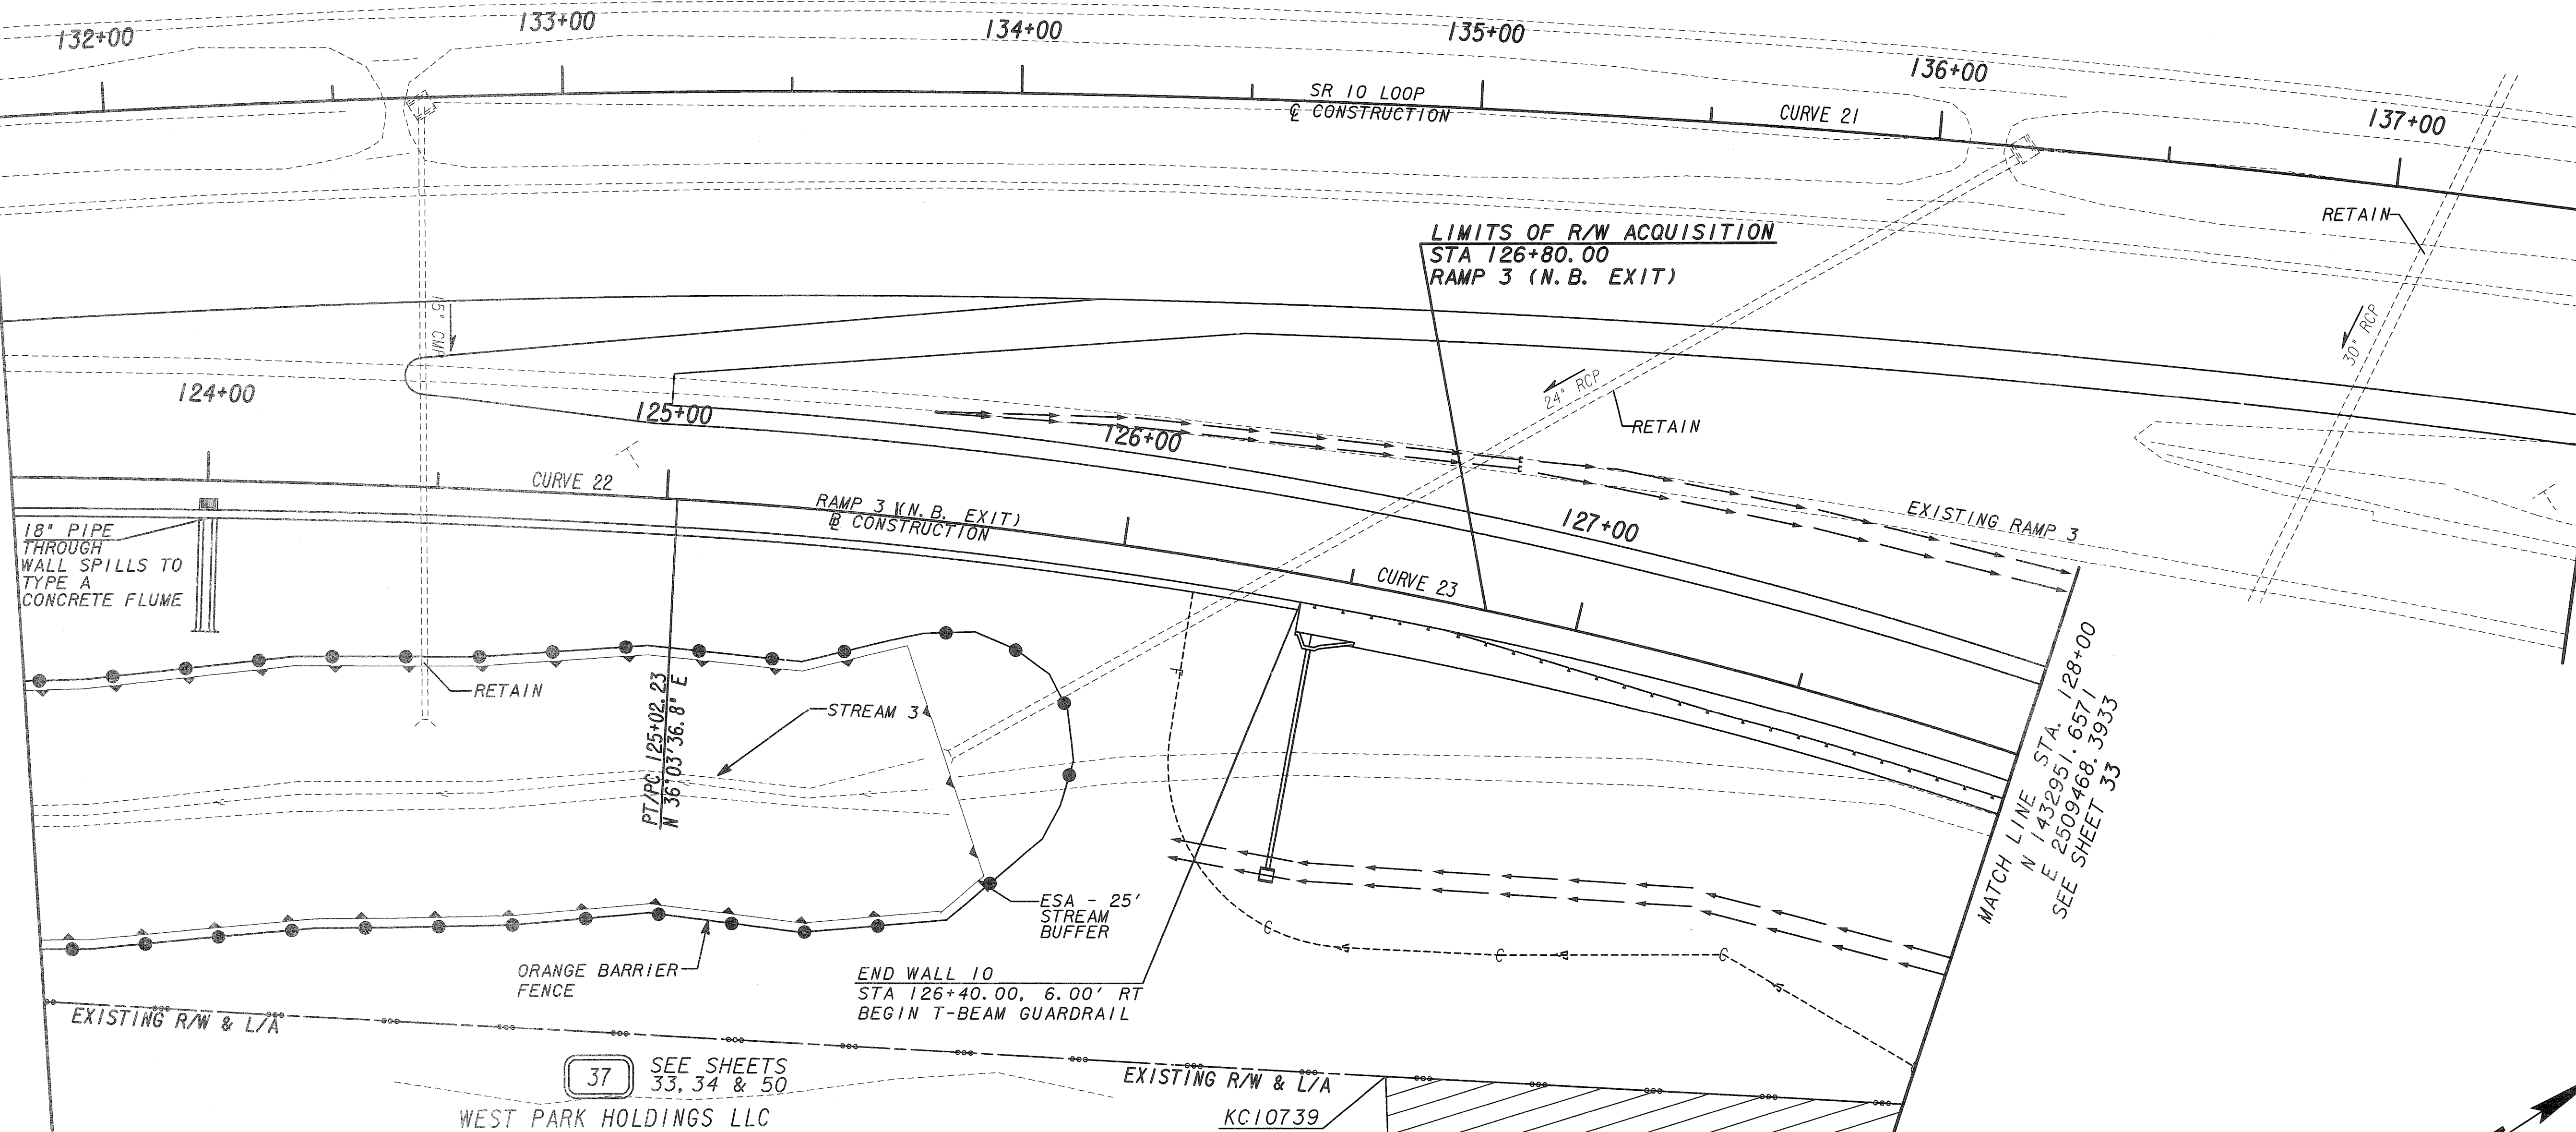 132+00
133+00
134+00
135+00
136+00
137+00
SR 10 LOOP
℄ CONSTRUCTION
CURVE 21
RETAIN
LIMITS OF R/W ACQUISITION
STA 126+80.00
RAMP 3 (N.B. EXIT)
15" CMP
30" RCP
24" RCP
RETAIN
124+00
125+00
126+00
127+00
CURVE 22
RAMP 3 (N.B. EXIT)
CONSTRUCTION
EXISTING RAMP 3
CURVE 23
18" PIPE
THROUGH
WALL SPILLS TO
TYPE A
CONCRETE FLUME
RETAIN
PT/PC 125+02.23
N 36°03'36.8" E
STREAM 3
MATCH LINE STA. 128+00
N 1432951.6571
E 2509468.3933
SEE SHEET 33
ESA - 25'
STREAM
BUFFER
ORANGE BARRIER
FENCE
END WALL 10
STA 126+40.00, 6.00' RT
BEGIN T-BEAM GUARDRAIL
EXISTING R/W & L/A
37
SEE SHEETS
33, 34 & 50
EXISTING R/W & L/A
WEST PARK HOLDINGS LLC
KC10739